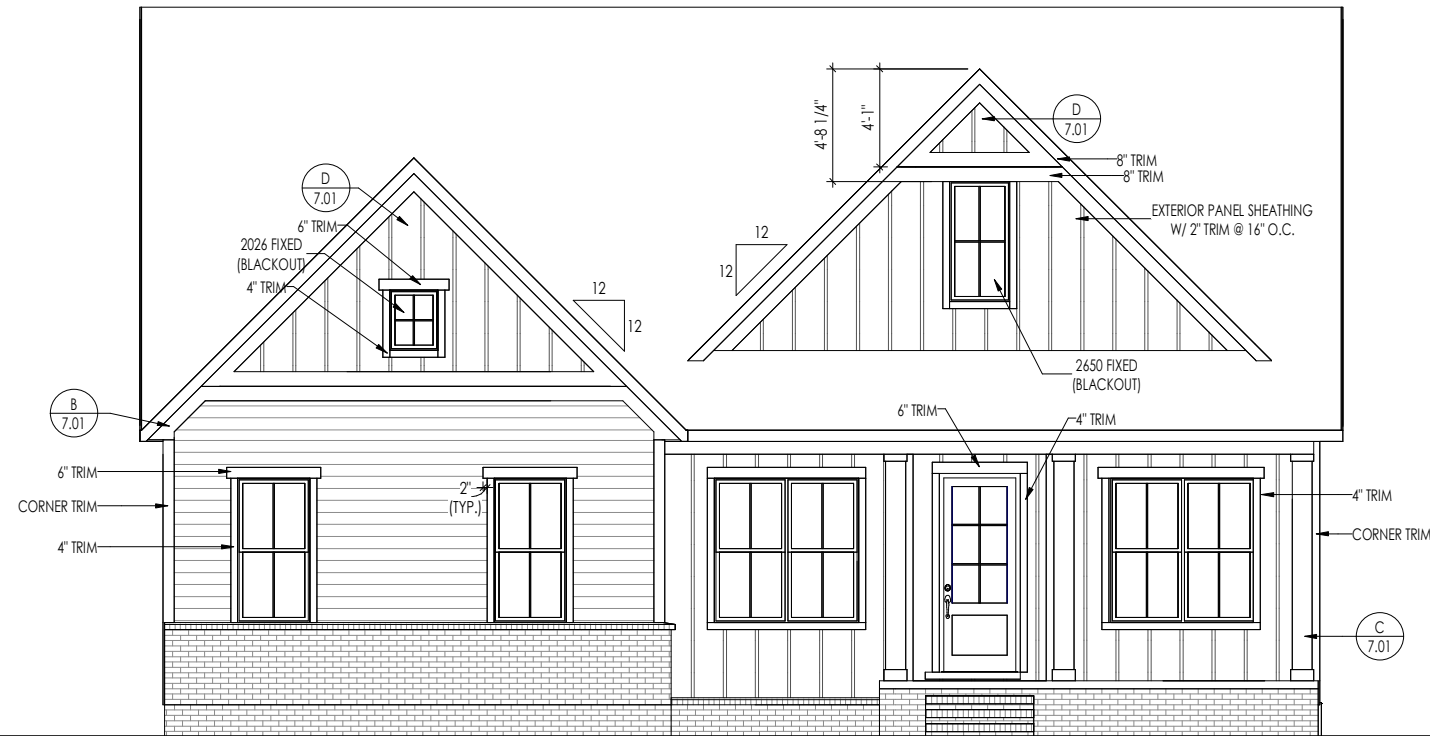 4'-8 1/4"
4'-1"
D
7.01
8" TRIM
8" TRIM
D
7.01
6" TRIM
2026 FIXED
(BLACKOUT)
4" TRIM
12
12
12
12
EXTERIOR PANEL SHEATHING
W/ 2" TRIM @ 16" O.C.
2650 FIXED
(BLACKOUT)
B
7.01
6" TRIM
4" TRIM
6" TRIM
CORNER TRIM
4" TRIM
2"
(TYP.)
4" TRIM
CORNER TRIM
C
7.01